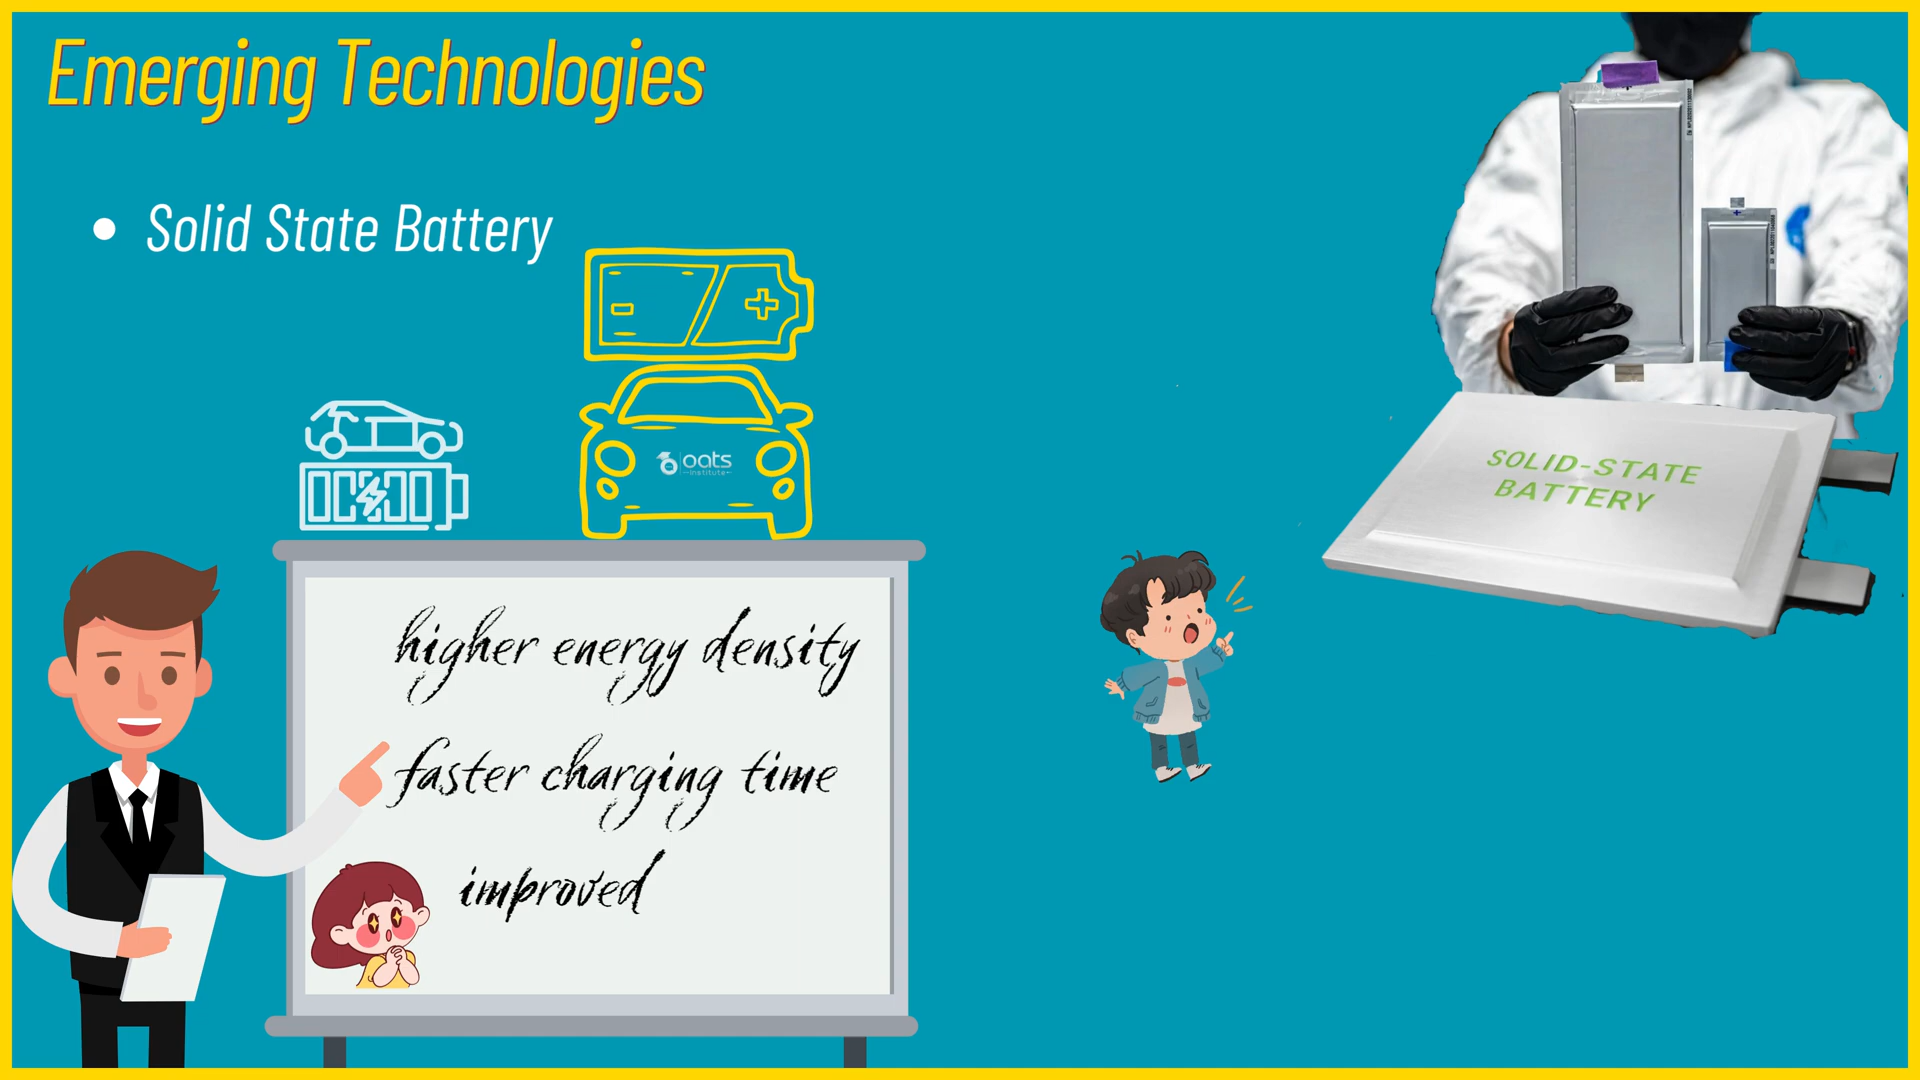 Emerging Technologies
Solid State Battery
oats
Institute
SOLID-STATE
BATTERY
higher energy density
faster charging time
improved